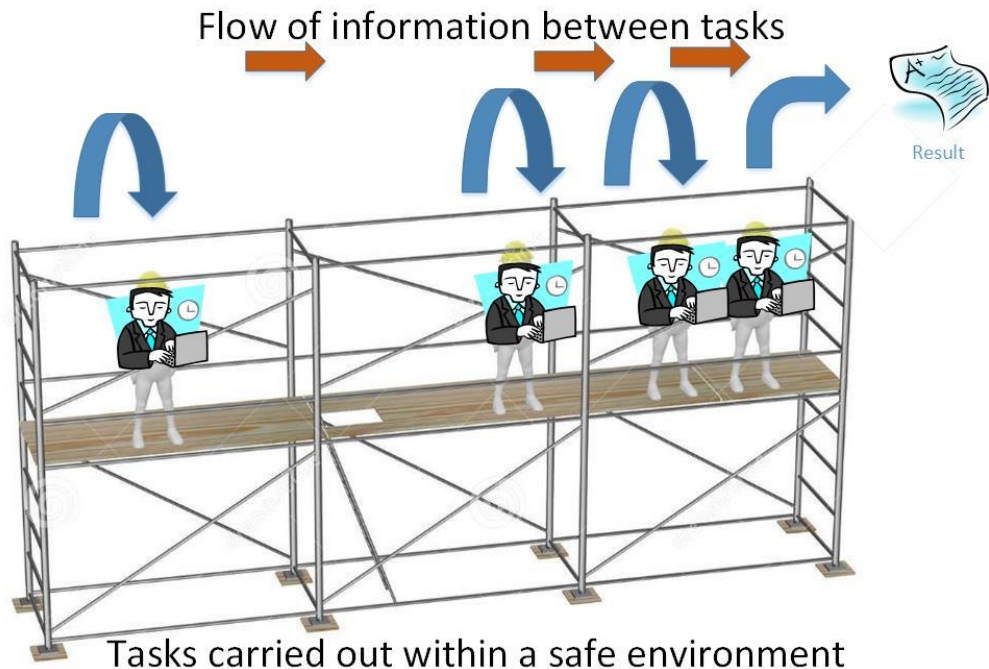 Flow of information between tasks
A+
Result
Tasks carried out within a safe environment